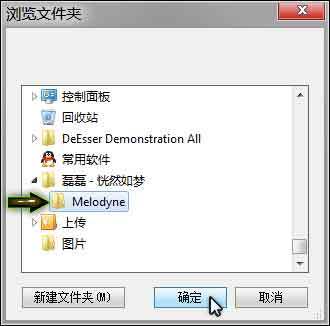 浏览文件夹
控制面板
回收站
DeEsser Demonstration All
常用软件
磊磊 - 恍然如梦
Melodyne
上传
图片
新建文件夹(M) 确定 取消